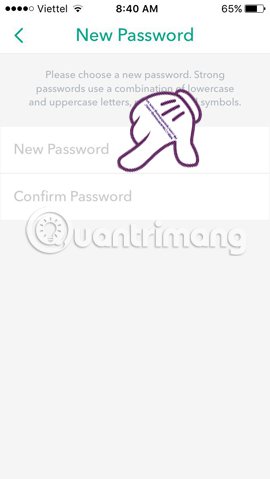 Viettel 8:40 AM 65%
New Password
Please choose a new password. Strong
passwords use a combination of lowercase
and uppercase letters, symbols.
New Password
Confirm Password
Quantrimang